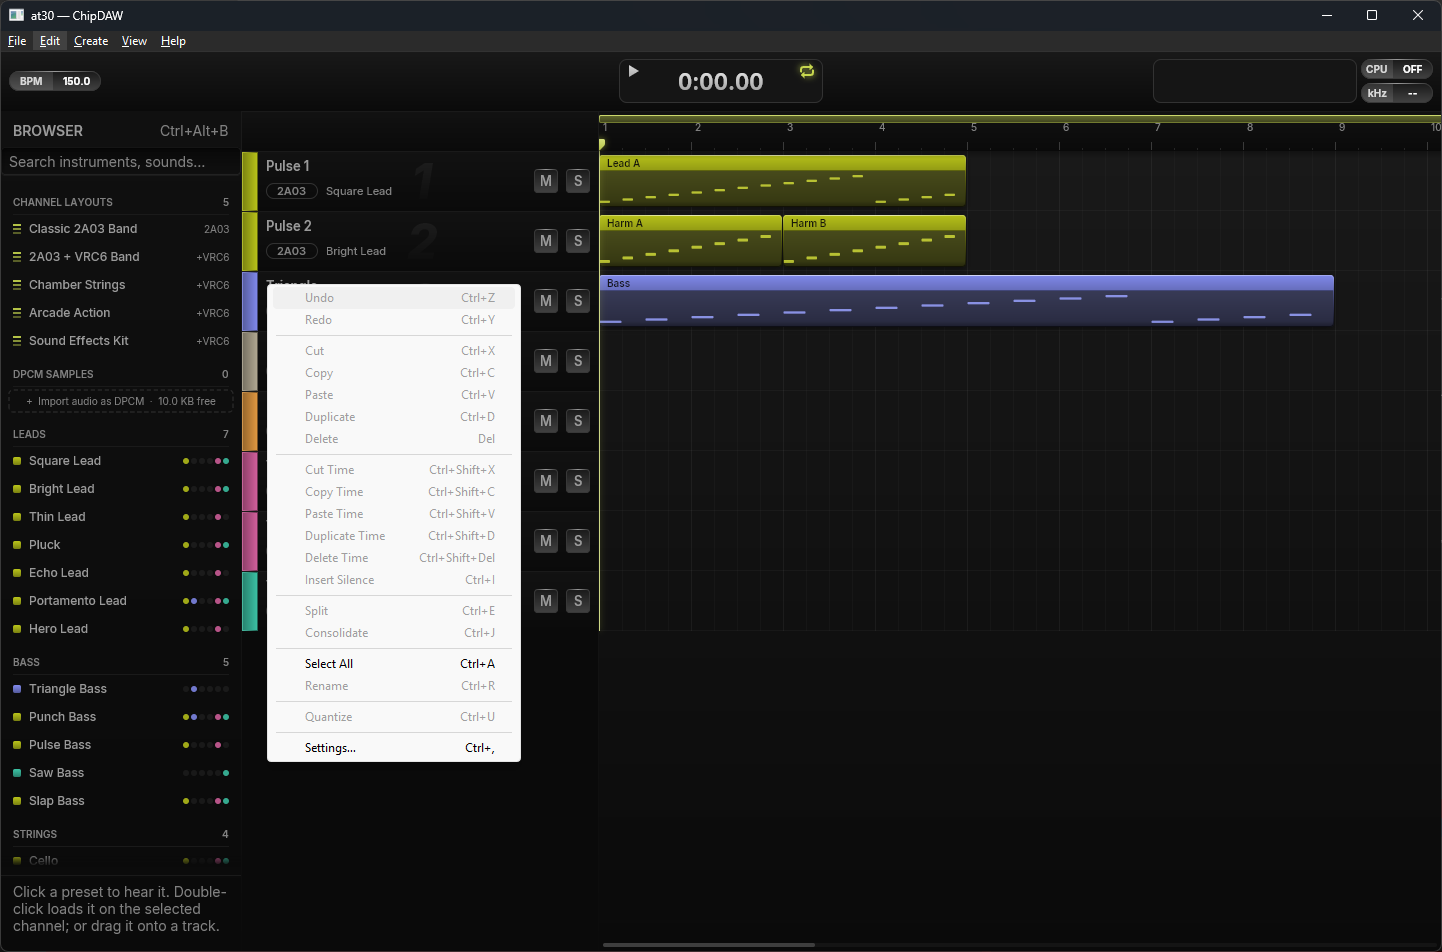 at30 — ChipDAW
File Edit Create View Help
BPM 150.0
0:00.00
CPU OFF
kHz --
BROWSER Ctrl+Alt+B
Search instruments, sounds...
CHANNEL LAYOUTS 5
Classic 2A03 Band 2A03
2A03 + VRC6 Band +VRC6
Chamber Strings +VRC6
Arcade Action +VRC6
Sound Effects Kit +VRC6
DPCM SAMPLES 0
+ Import audio as DPCM · 10.0 KB free
LEADS 7
Square Lead
Bright Lead
Thin Lead
Pluck
Echo Lead
Portamento Lead
Hero Lead
BASS 5
Triangle Bass
Punch Bass
Pulse Bass
Saw Bass
Slap Bass
STRINGS 4
Cello
Click a preset to hear it. Double-
click loads it on the selected
channel; or drag it onto a track.
1 2 3 4 5 6 7 8 9 10
Pulse 1
2A03 Square Lead 1
M S
Lead A
Pulse 2
2A03 Bright Lead 2
M S
Harm A Harm B
Triangle
M S
Bass
M S
M S
M S
M S
M S
Undo Ctrl+Z
Redo Ctrl+Y
Cut Ctrl+X
Copy Ctrl+C
Paste Ctrl+V
Duplicate Ctrl+D
Delete Del
Cut Time Ctrl+Shift+X
Copy Time Ctrl+Shift+C
Paste Time Ctrl+Shift+V
Duplicate Time Ctrl+Shift+D
Delete Time Ctrl+Shift+Del
Insert Silence Ctrl+I
Split Ctrl+E
Consolidate Ctrl+J
Select All Ctrl+A
Rename Ctrl+R
Quantize Ctrl+U
Settings... Ctrl+,